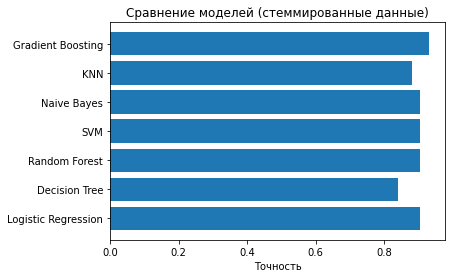 Сравнение моделей (стеммированные данные)
Gradient Boosting
KNN
Naive Bayes
SVM
Random Forest
Decision Tree
Logistic Regression
0.0 0.2 0.4 0.6 0.8
Точность